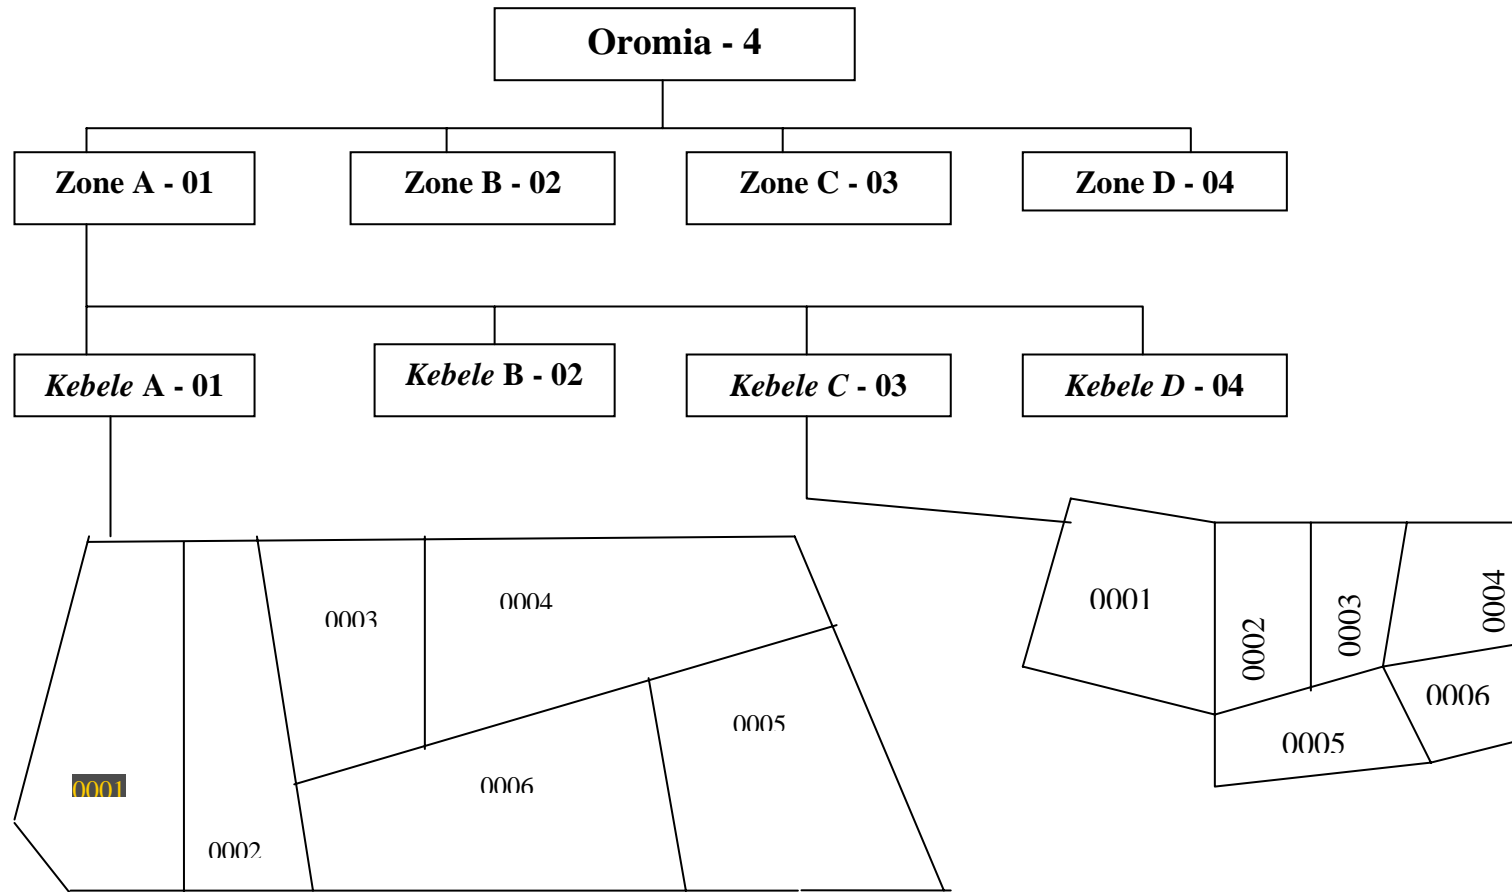 Oromia - 4
Zone A - 01
Zone B - 02
Zone C - 03
Zone D - 04
Kebele A - 01
Kebele B - 02
Kebele C - 03
Kebele D - 04
0001
0002
0003
0004
0005
0006
0001
0002
0003
0004
0005
0006